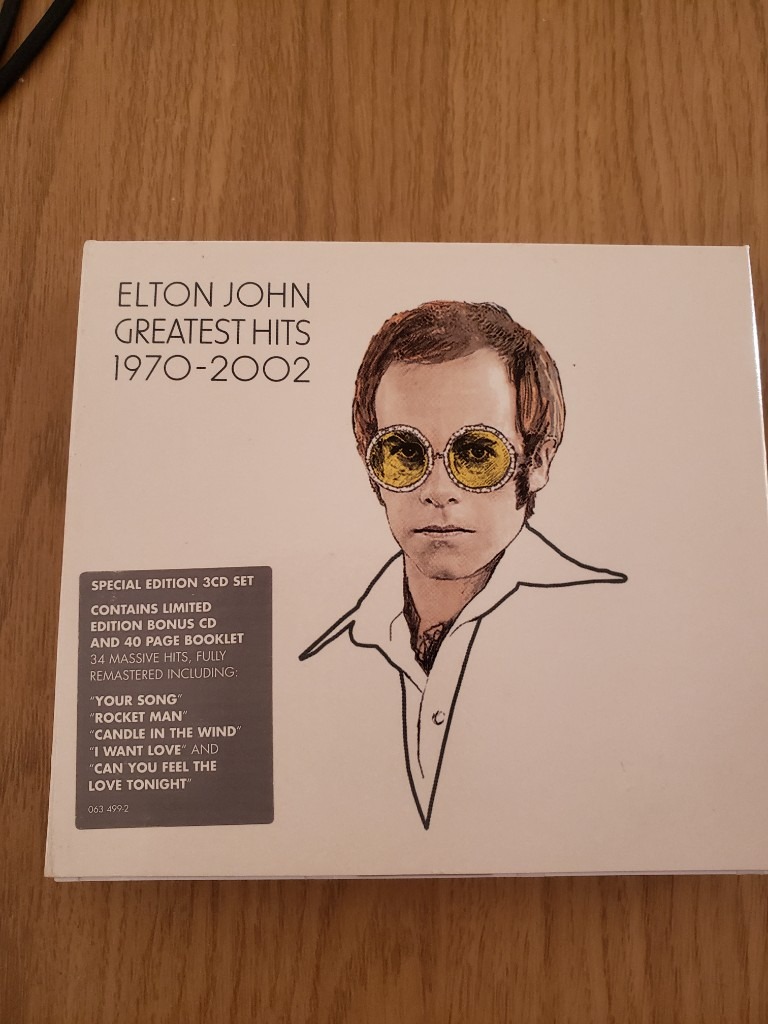 ELTON JOHN
GREATEST HITS
1970-2002
SPECIAL EDITION 3CD SET
CONTAINS LIMITED
EDITION BONUS CD
AND 40 PAGE BOOKLET
34 MASSIVE HITS, FULLY
REMASTERED INCLUDING:
"YOUR SONG"
"ROCKET MAN"
"CANDLE IN THE WIND"
"I WANT LOVE" AND
"CAN YOU FEEL THE
LOVE TONIGHT"
063 499-2